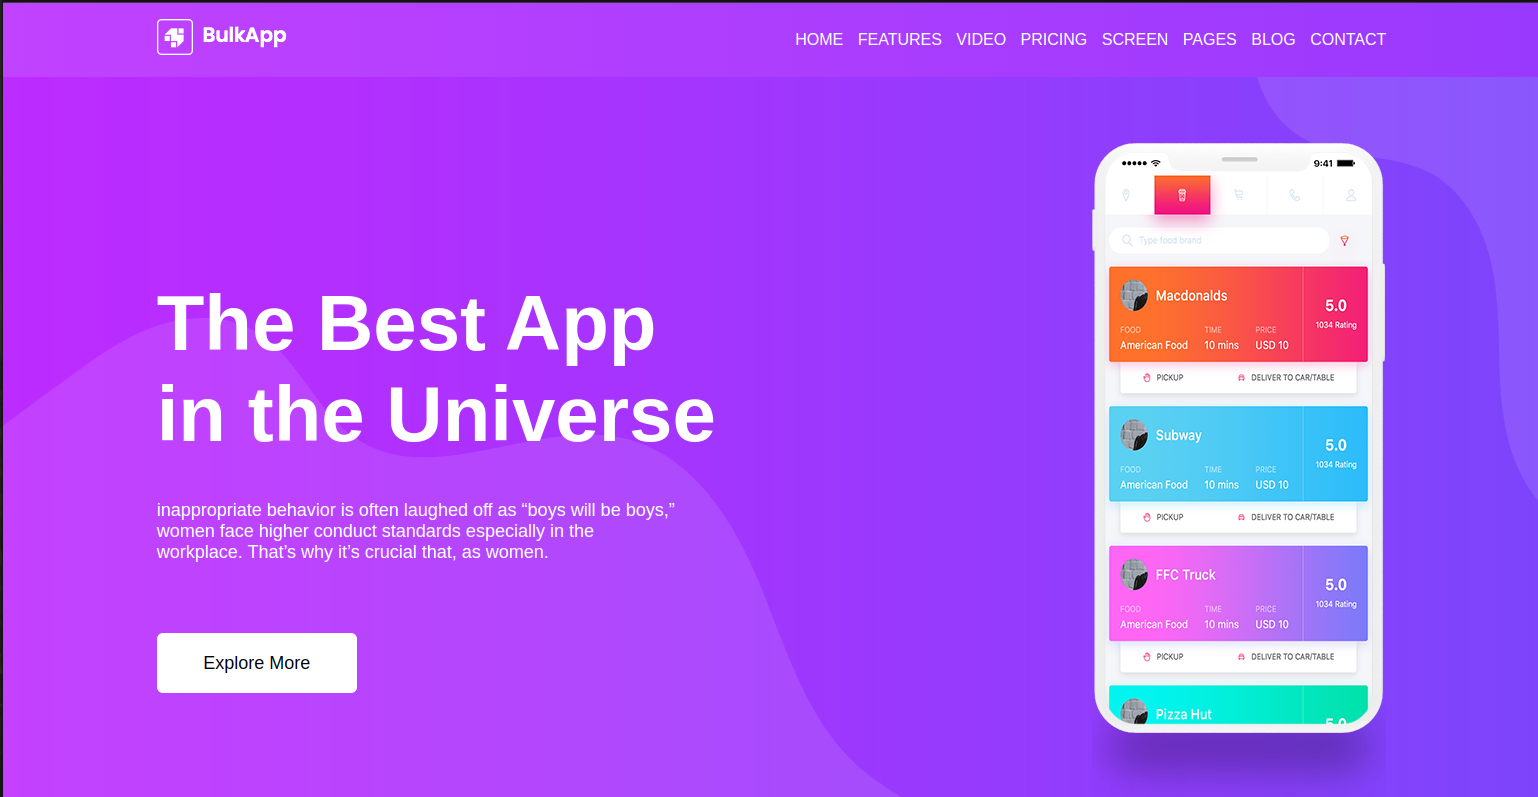 BulkApp
HOME FEATURES VIDEO PRICING SCREEN PAGES BLOG CONTACT
The Best App
in the Universe
inappropriate behavior is often laughed off as “boys will be boys,”
women face higher conduct standards especially in the
workplace. That’s why it’s crucial that, as women.
Explore More
9:41
Type food brand
Macdonalds
5.0
1034 Rating
FOOD TIME PRICE
American Food 10 mins USD 10
PICKUP DELIVER TO CAR/TABLE
Subway
5.0
1034 Rating
FOOD TIME PRICE
American Food 10 mins USD 10
PICKUP DELIVER TO CAR/TABLE
FFC Truck
5.0
1034 Rating
FOOD TIME PRICE
American Food 10 mins USD 10
PICKUP DELIVER TO CAR/TABLE
Pizza Hut
5.0